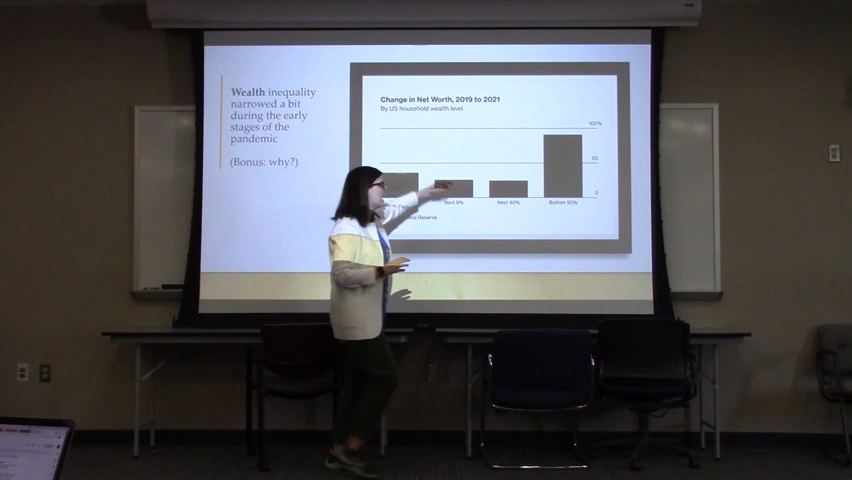 Wealth inequality
narrowed a bit
during the early
stages of the
pandemic
(Bonus: why?)
Change in Net Worth, 2019 to 2021
By US household wealth level
100%
50
0
Next 9%
Next 40%
Bottom 50%
Reserve